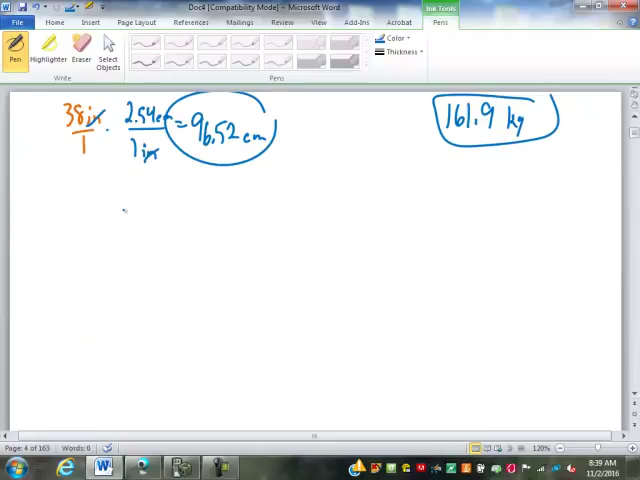 Doc4 [Compatibility Mode] - Microsoft Word
Ink Tools
File Home Insert Page Layout References Mailings Review View Add-Ins Acrobat Pens
Pen Highlighter Eraser Select Objects
Color
Thickness
Write Pens
38in/1 · 2.54cm/1in = 96.52 cm
161.9 kg
Page: 4 of 163 Words: 0 120%
8:39 AM
11/2/2016